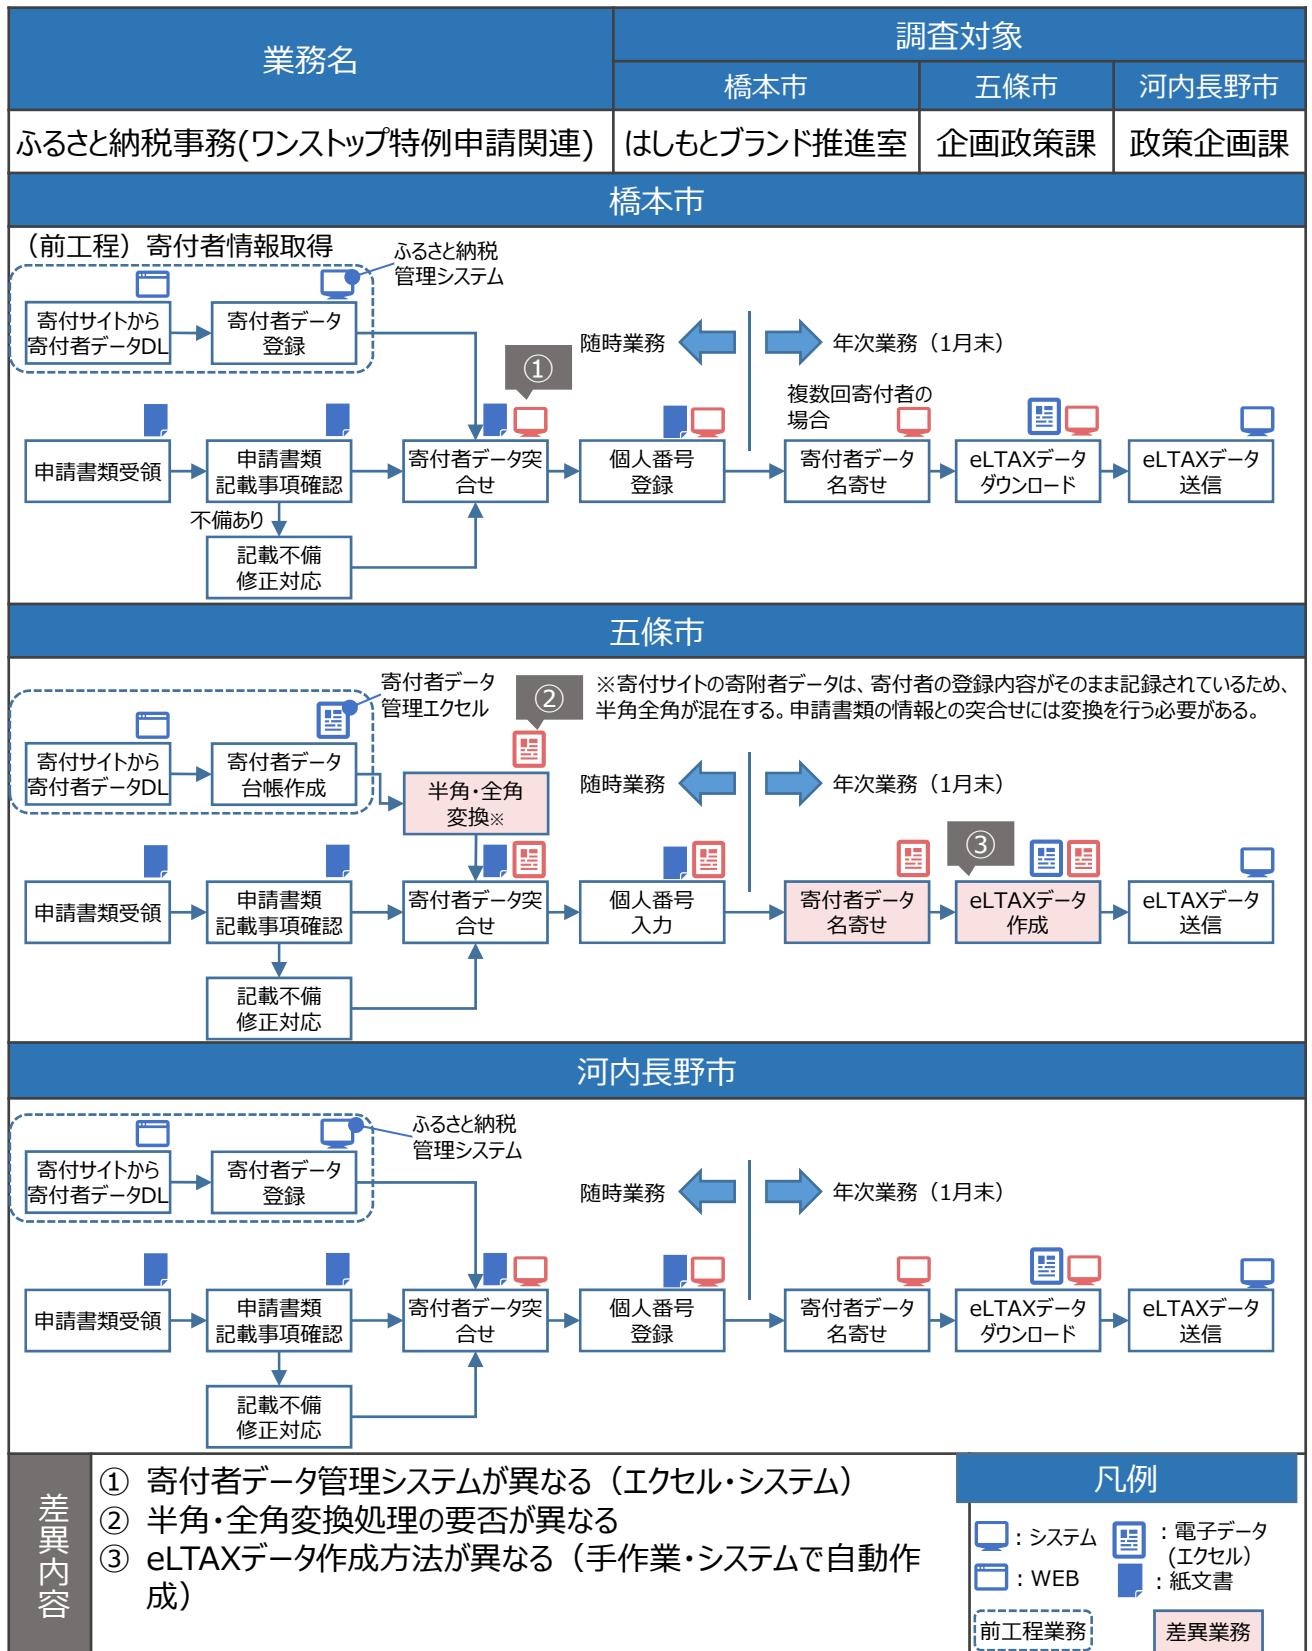 業務名
調査対象
橋本市
五條市
河内長野市
ふるさと納税事務(ワンストップ特例申請関連)
はしもとブランド推進室
企画政策課
政策企画課
橋本市
（前工程）寄付者情報取得
ふるさと納税
管理システム
寄付サイトから
寄付者データDL
寄付者データ
登録
①
随時業務
年次業務（1月末）
複数回寄付者の
場合
申請書類受領
申請書類
記載事項確認
寄付者データ突
合せ
個人番号
登録
寄付者データ
名寄せ
eLTAXデータ
ダウンロード
eLTAXデータ
送信
不備あり
記載不備
修正対応
五條市
寄付者データ
管理エクセル
②
※寄付サイトの寄附者データは、寄付者の登録内容がそのまま記録されているため、
半角全角が混在する。申請書類の情報との突合せには変換を行う必要がある。
寄付サイトから
寄付者データDL
寄付者データ
台帳作成
半角・全角
変換※
随時業務
年次業務（1月末）
③
申請書類受領
申請書類
記載事項確認
寄付者データ突
合せ
個人番号
入力
寄付者データ
名寄せ
eLTAXデータ
作成
eLTAXデータ
送信
記載不備
修正対応
河内長野市
ふるさと納税
管理システム
寄付サイトから
寄付者データDL
寄付者データ
登録
随時業務
年次業務（1月末）
申請書類受領
申請書類
記載事項確認
寄付者データ突
合せ
個人番号
登録
寄付者データ
名寄せ
eLTAXデータ
ダウンロード
eLTAXデータ
送信
記載不備
修正対応
差異内容
① 寄付者データ管理システムが異なる（エクセル・システム）
② 半角・全角変換処理の要否が異なる
③ eLTAXデータ作成方法が異なる（手作業・システムで自動作
成）
凡例
：システム
：電子データ
(エクセル)
：WEB
：紙文書
前工程業務
差異業務